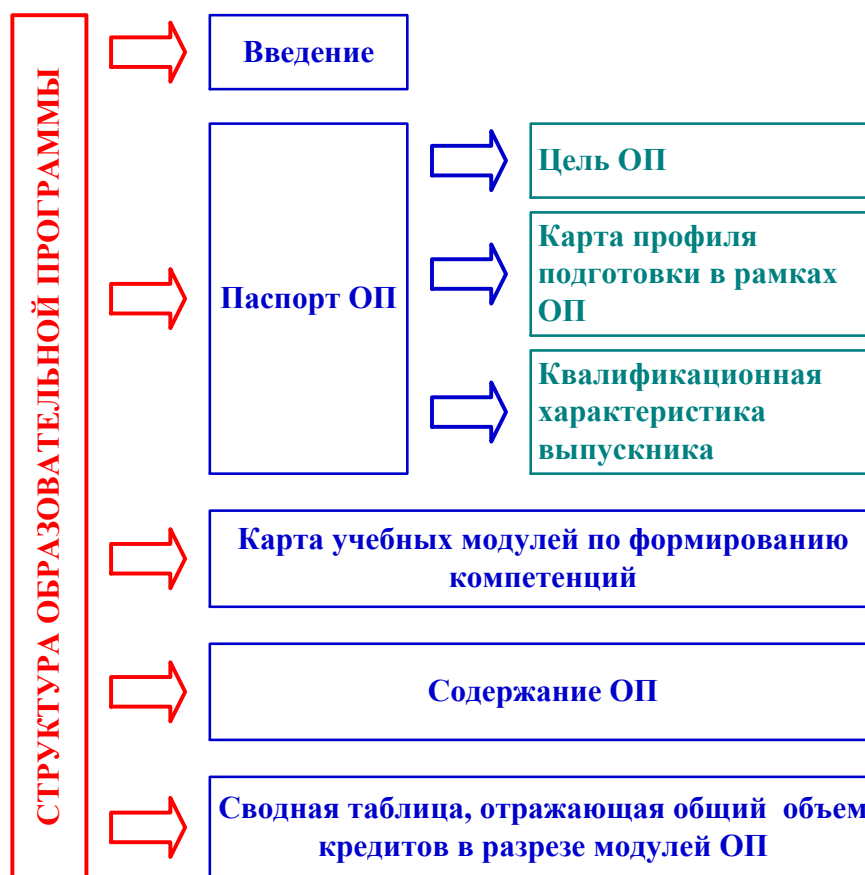 СТРУКТУРА ОБРАЗОВАТЕЛЬНОЙ ПРОГРАММЫ
Введение
Паспорт ОП
Цель ОП
Карта профиля
подготовки в рамках
ОП
Квалификационная
характеристика
выпускника
Карта учебных модулей по формированию
компетенций
Содержание ОП
Сводная таблица, отражающая общий объем
кредитов в разрезе модулей ОП